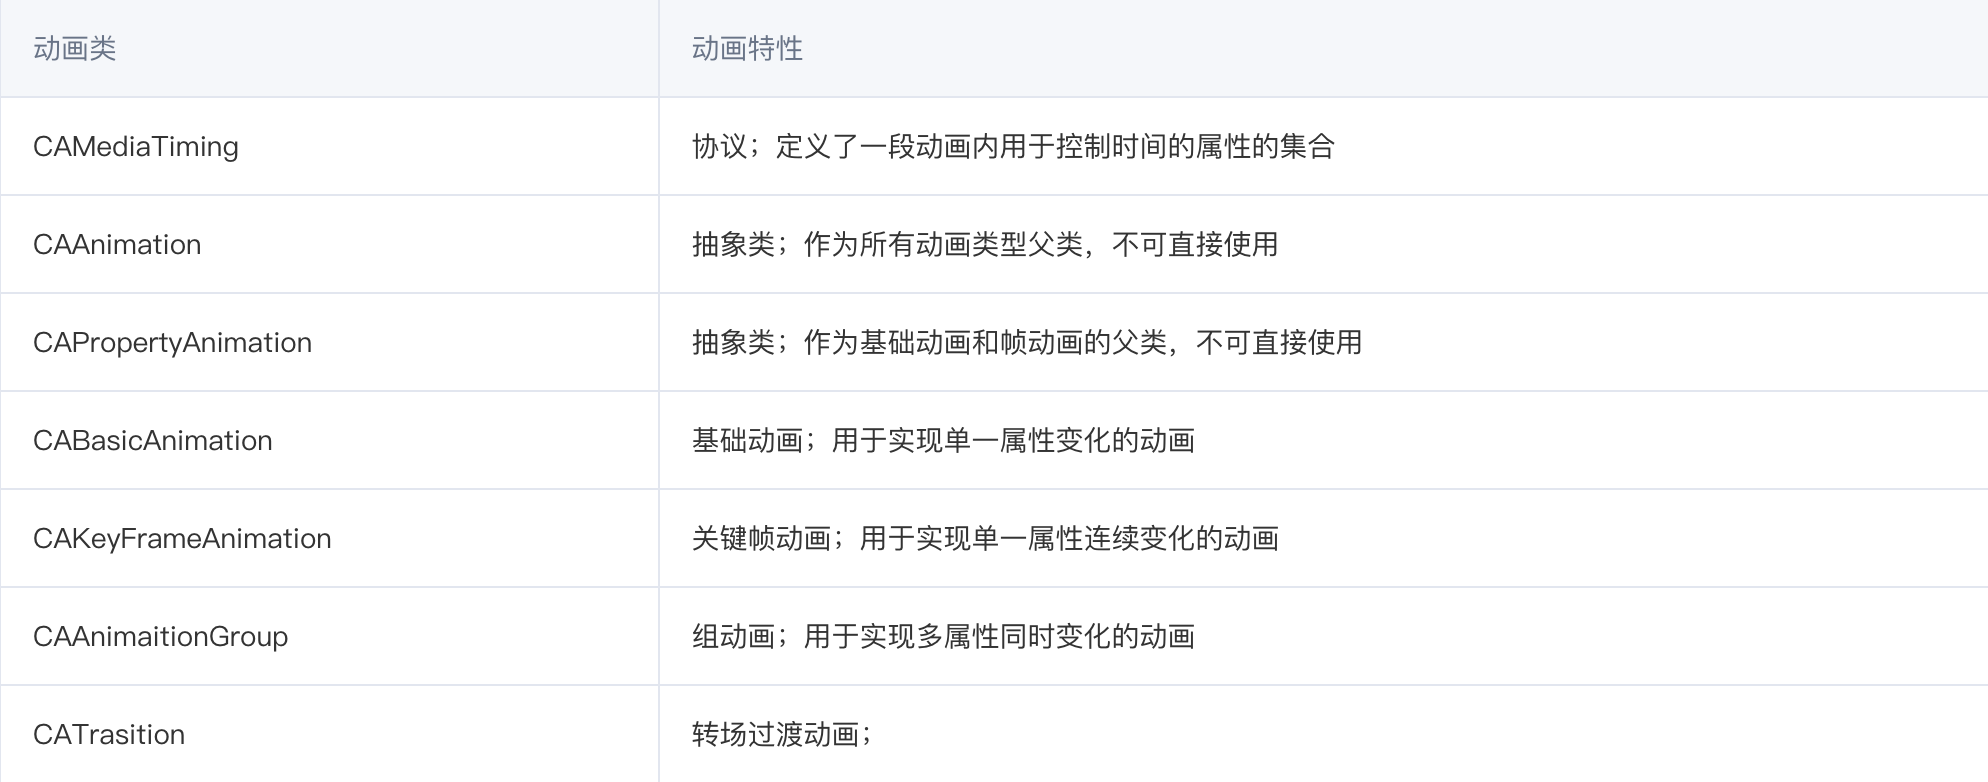 动画类
动画特性
CAMediaTiming
协议；定义了一段动画内用于控制时间的属性的集合
CAAnimation
抽象类；作为所有动画类型父类，不可直接使用
CAPropertyAnimation
抽象类；作为基础动画和帧动画的父类，不可直接使用
CABasicAnimation
基础动画；用于实现单一属性变化的动画
CAKeyFrameAnimation
关键帧动画；用于实现单一属性连续变化的动画
CAAnimaitionGroup
组动画；用于实现多属性同时变化的动画
CATrasition
转场过渡动画；